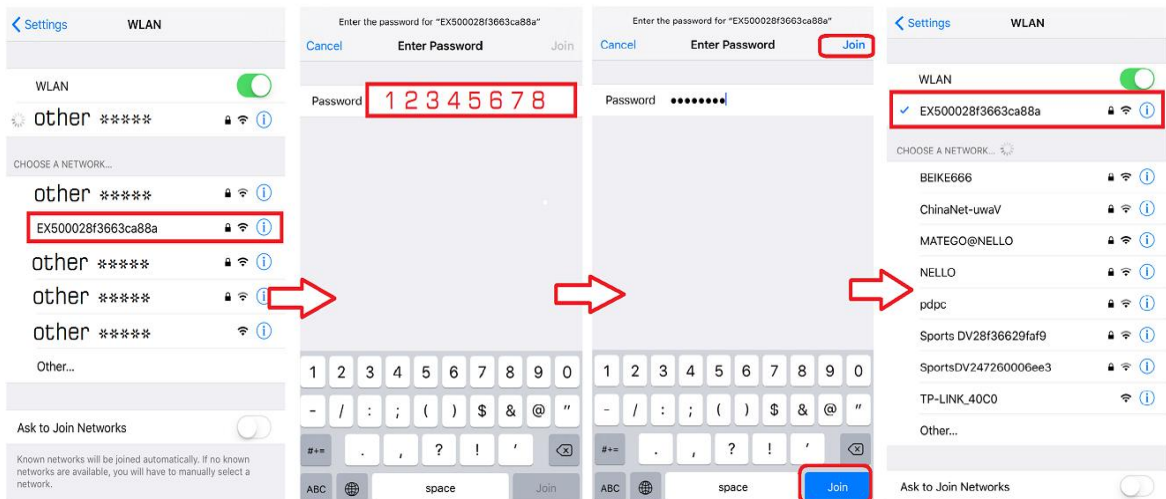 Settings WLAN
WLAN
other *****
CHOOSE A NETWORK...
other *****
EX500028f3663ca88a
other *****
other *****
other *****
Other...
Ask to Join Networks
Known networks will be joined automatically. If no known
networks are available, you will have to manually select a
network.
Enter the password for "EX500028f3663ca88a"
Cancel Enter Password Join
Password 12345678
1 2 3 4 5 6 7 8 9 0
- / : ; ( ) $ & @ "
#+= . , ? ! '
ABC space Join
Enter the password for "EX500028f3663ca88a"
Cancel Enter Password Join
Password ••••••••
1 2 3 4 5 6 7 8 9 0
- / : ; ( ) $ & @ "
#+= . , ? ! '
ABC space Join
Settings WLAN
WLAN
EX500028f3663ca88a
CHOOSE A NETWORK...
BEIKE666
ChinaNet-uwaV
MATEGO@NELLO
NELLO
pdpc
Sports DV28f36629faf9
SportsDV247260006ee3
TP-LINK_40C0
Other...
Ask to Join Networks